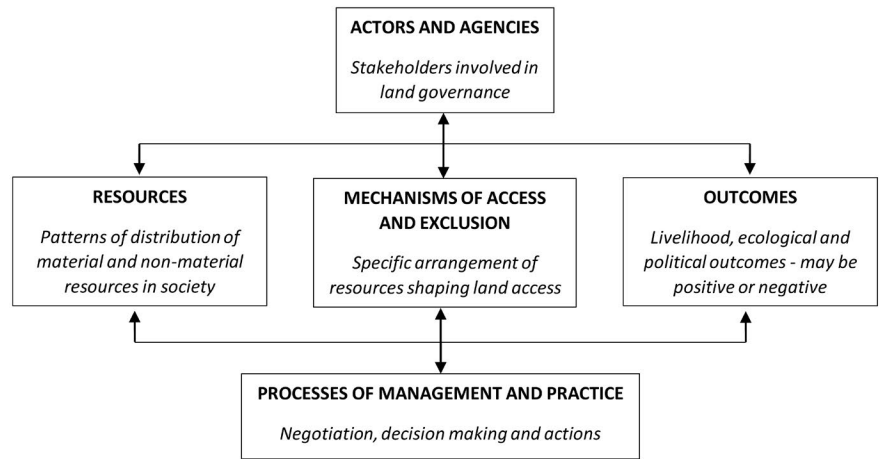 ACTORS AND AGENCIES
Stakeholders involved in
land governance
RESOURCES
Patterns of distribution of
material and non-material
resources in society
MECHANISMS OF ACCESS
AND EXCLUSION
Specific arrangement of
resources shaping land access
OUTCOMES
Livelihood, ecological and
political outcomes - may be
positive or negative
PROCESSES OF MANAGEMENT AND PRACTICE
Negotiation, decision making and actions